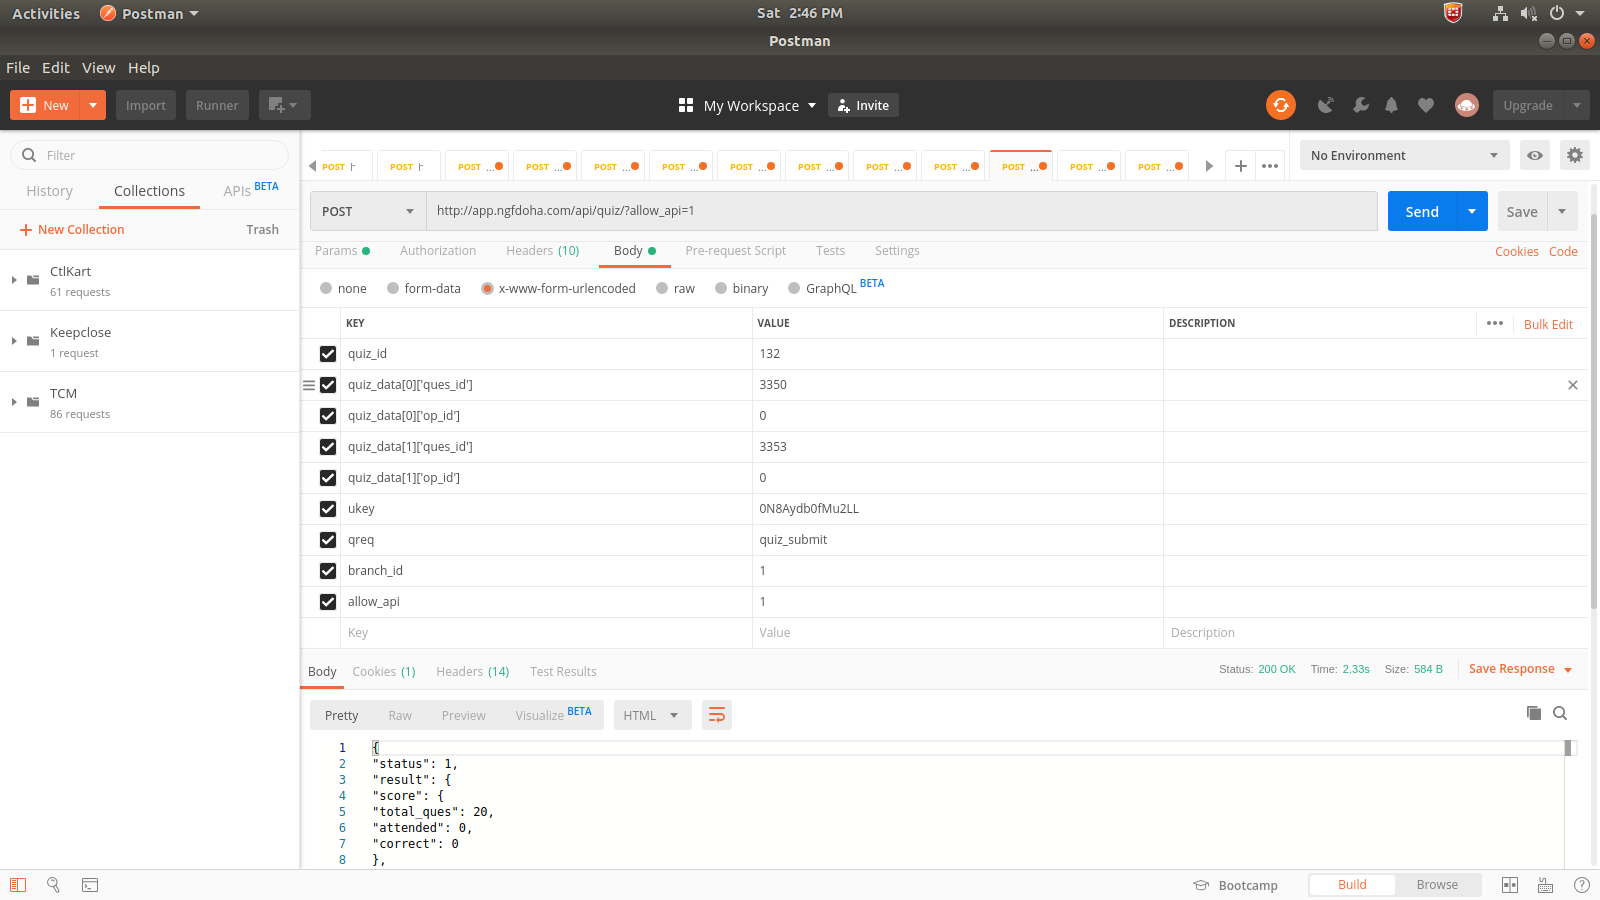 Activities Postman Sat 2:46 PM
Postman
File Edit View Help
New Import Runner My Workspace Invite Upgrade
Filter
History Collections APIs BETA
New Collection Trash
CtlKart
61 requests
Keepclose
1 request
TCM
86 requests
POST POST POST ... POST ... POST ... POST ... POST ... POST ... POST ... POST ... POST ... POST ... POST ... + ••• No Environment
POST http://app.ngfdoha.com/api/quiz/?allow_api=1 Send Save
Params Authorization Headers (10) Body Pre-request Script Tests Settings Cookies Code
none form-data x-www-form-urlencoded raw binary GraphQL BETA
KEY VALUE DESCRIPTION ••• Bulk Edit
quiz_id 132
quiz_data[0]['ques_id'] 3350
quiz_data[0]['op_id'] 0
quiz_data[1]['ques_id'] 3353
quiz_data[1]['op_id'] 0
ukey 0N8Aydb0fMu2LL
qreq quiz_submit
branch_id 1
allow_api 1
Key Value Description
Body Cookies (1) Headers (14) Test Results Status: 200 OK Time: 2.33s Size: 584 B Save Response
Pretty Raw Preview Visualize BETA HTML
1 {
2 "status": 1,
3 "result": {
4 "score": {
5 "total_ques": 20,
6 "attended": 0,
7 "correct": 0
8 },
Bootcamp Build Browse